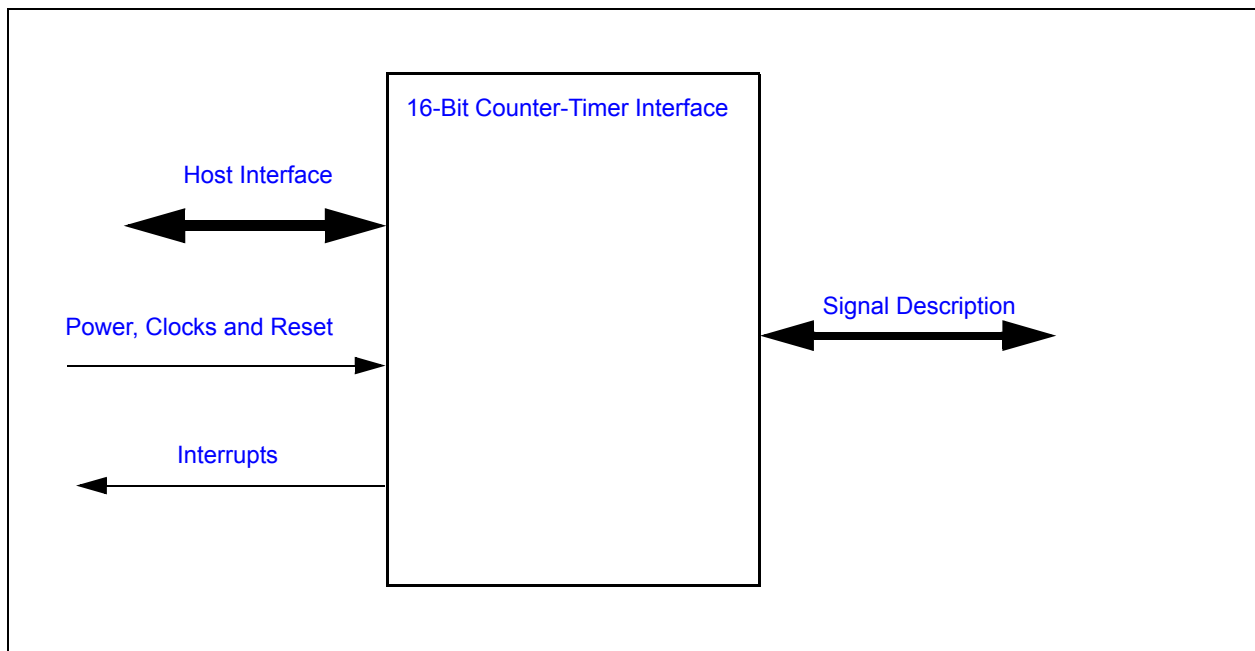 16-Bit Counter-Timer Interface
Host Interface
Signal Description
Power, Clocks and Reset
Interrupts